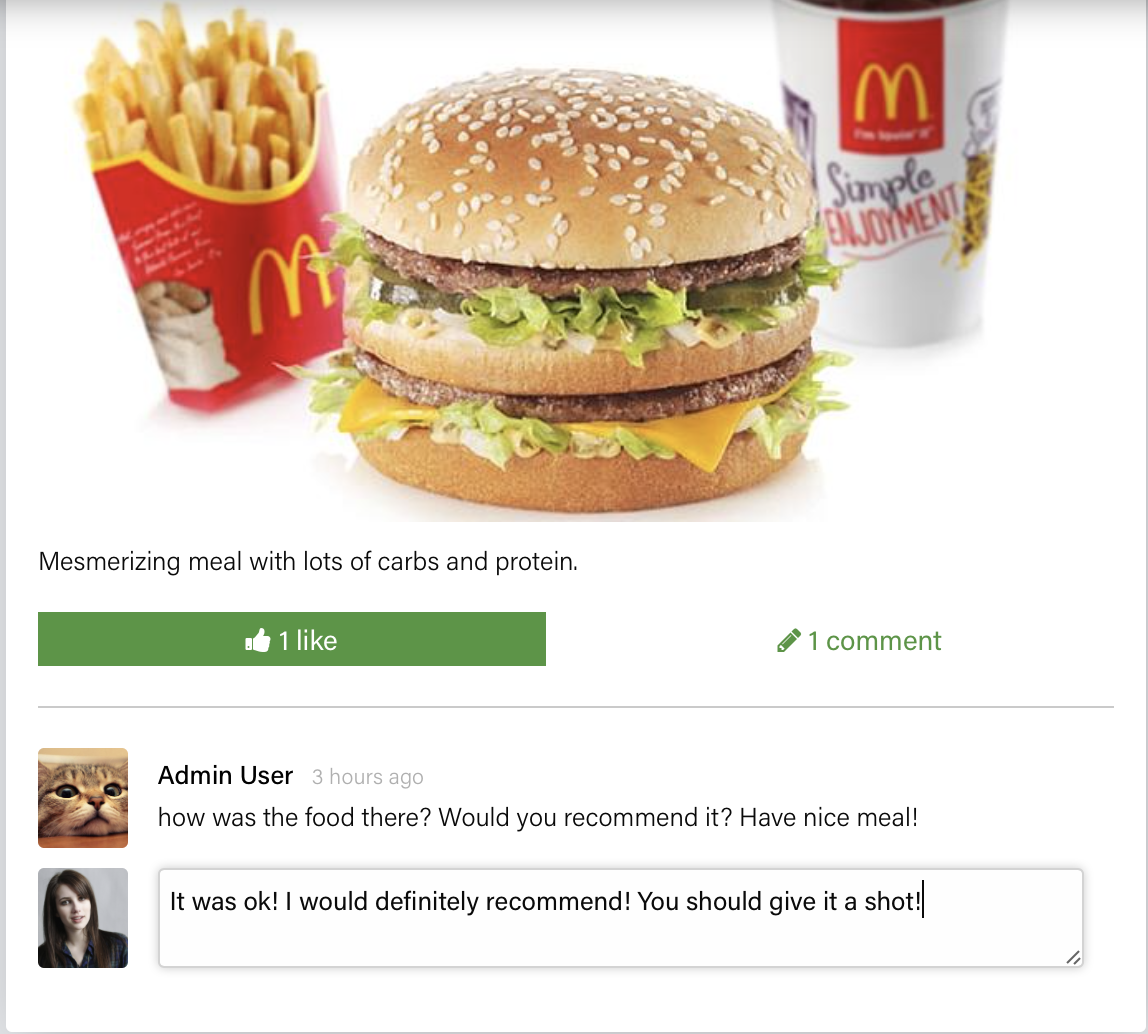 i'm lovin' it
Simple
ENJOYMENT
Mesmerizing meal with lots of carbs and protein.
1 like
1 comment
Admin User 3 hours ago
how was the food there? Would you recommend it? Have nice meal!
It was ok! I would definitely recommend! You should give it a shot!